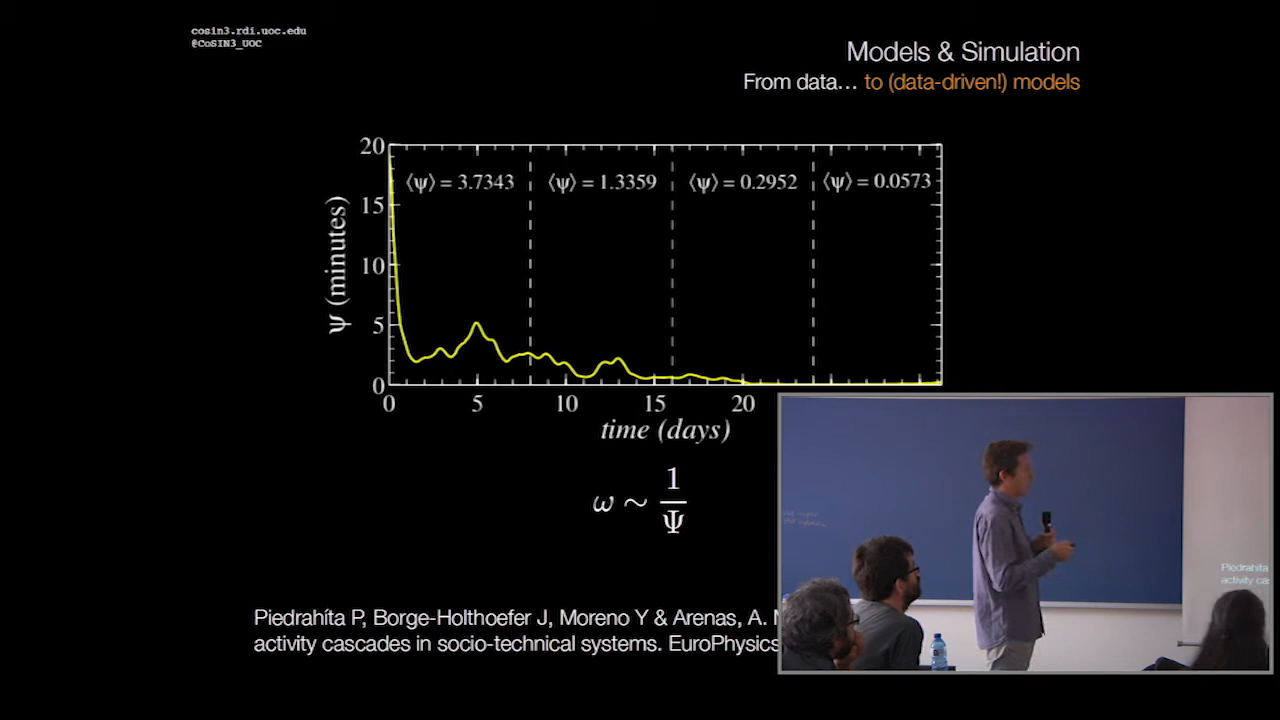 cosin3.rdi.uoc.edu
@CoSIN3_UOC
Models & Simulation
From data... to (data-driven!) models
20
15
10
5
0
ψ (minutes)
⟨ψ⟩ = 3.7343
⟨ψ⟩ = 1.3359
⟨ψ⟩ = 0.2952
⟨ψ⟩ = 0.0573
0 5 10 15 20
time (days)
ω ~ 1/Ψ
Piedrahíta P, Borge-Holthoefer J, Moreno Y & Arenas, A.
activity cascades in socio-technical systems. EuroPhysics
Piedrahíta
activity